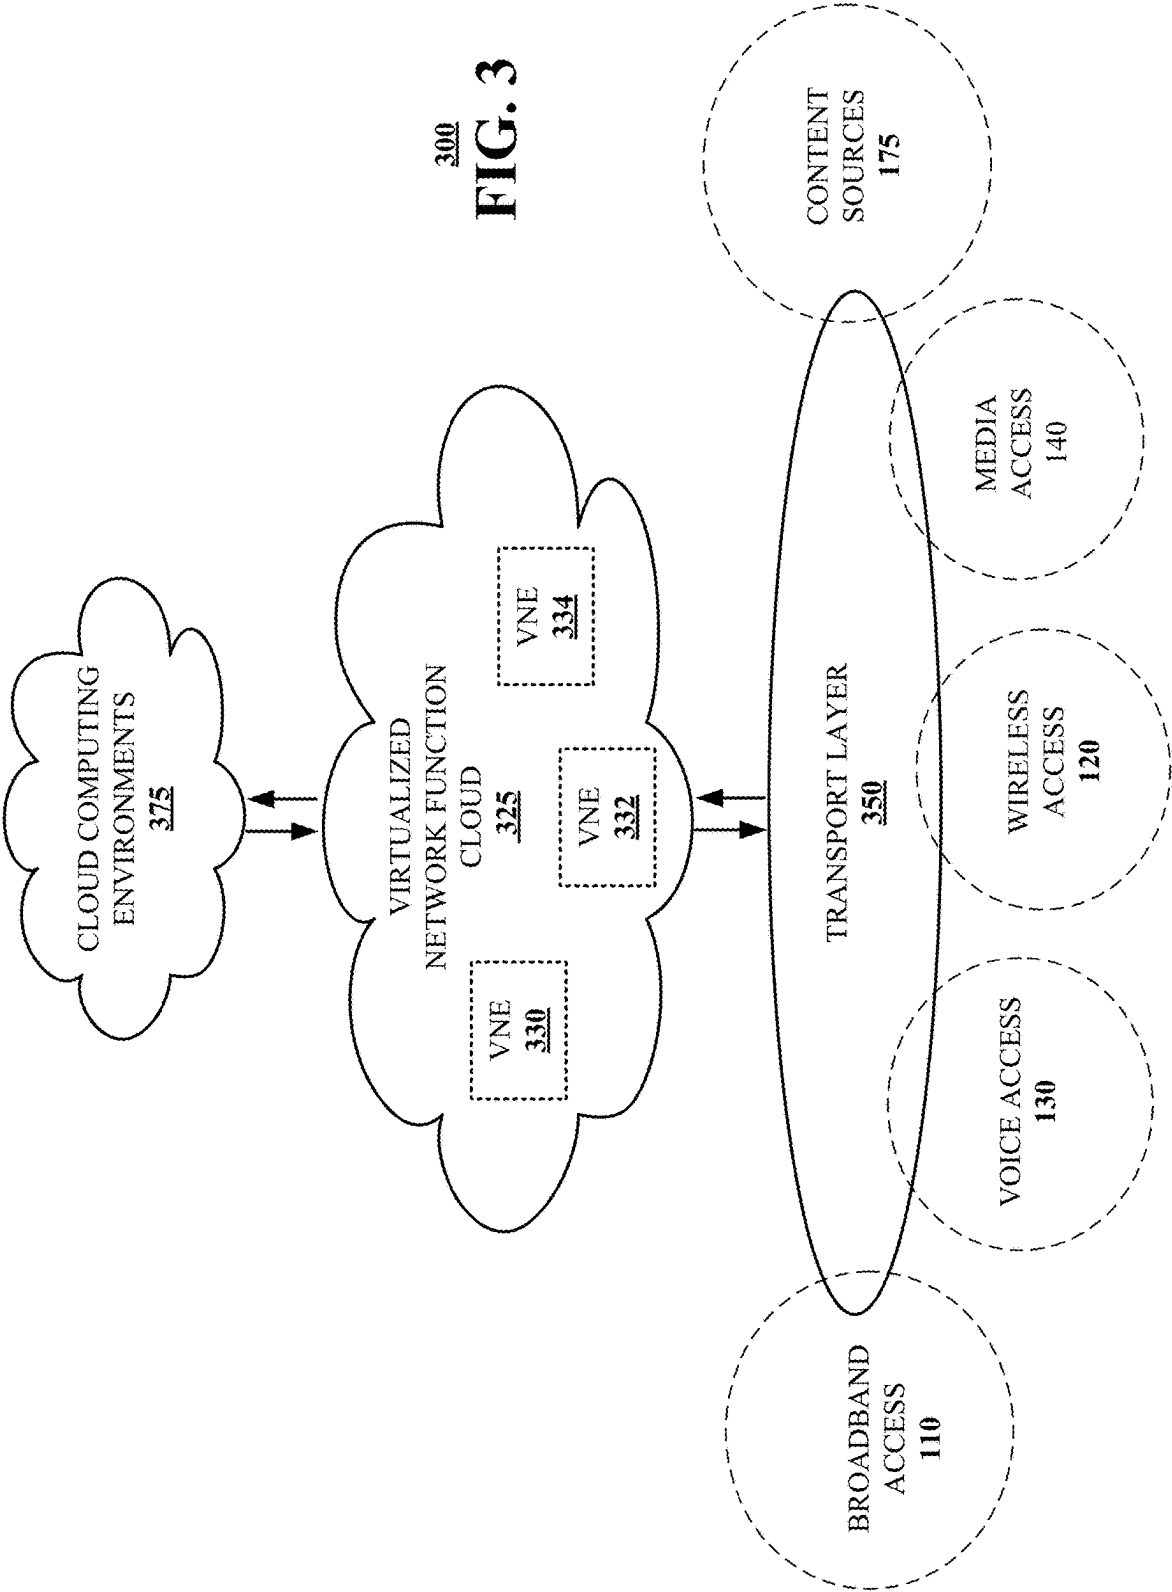 CLOUD COMPUTING
ENVIRONMENTS
375
VIRTUALIZED
NETWORK FUNCTION
CLOUD
325
VNE
330
VNE
332
VNE
334
TRANSPORT LAYER
350
BROADBAND
ACCESS
110
VOICE ACCESS
130
WIRELESS
ACCESS
120
MEDIA
ACCESS
140
CONTENT
SOURCES
175
300
FIG. 3